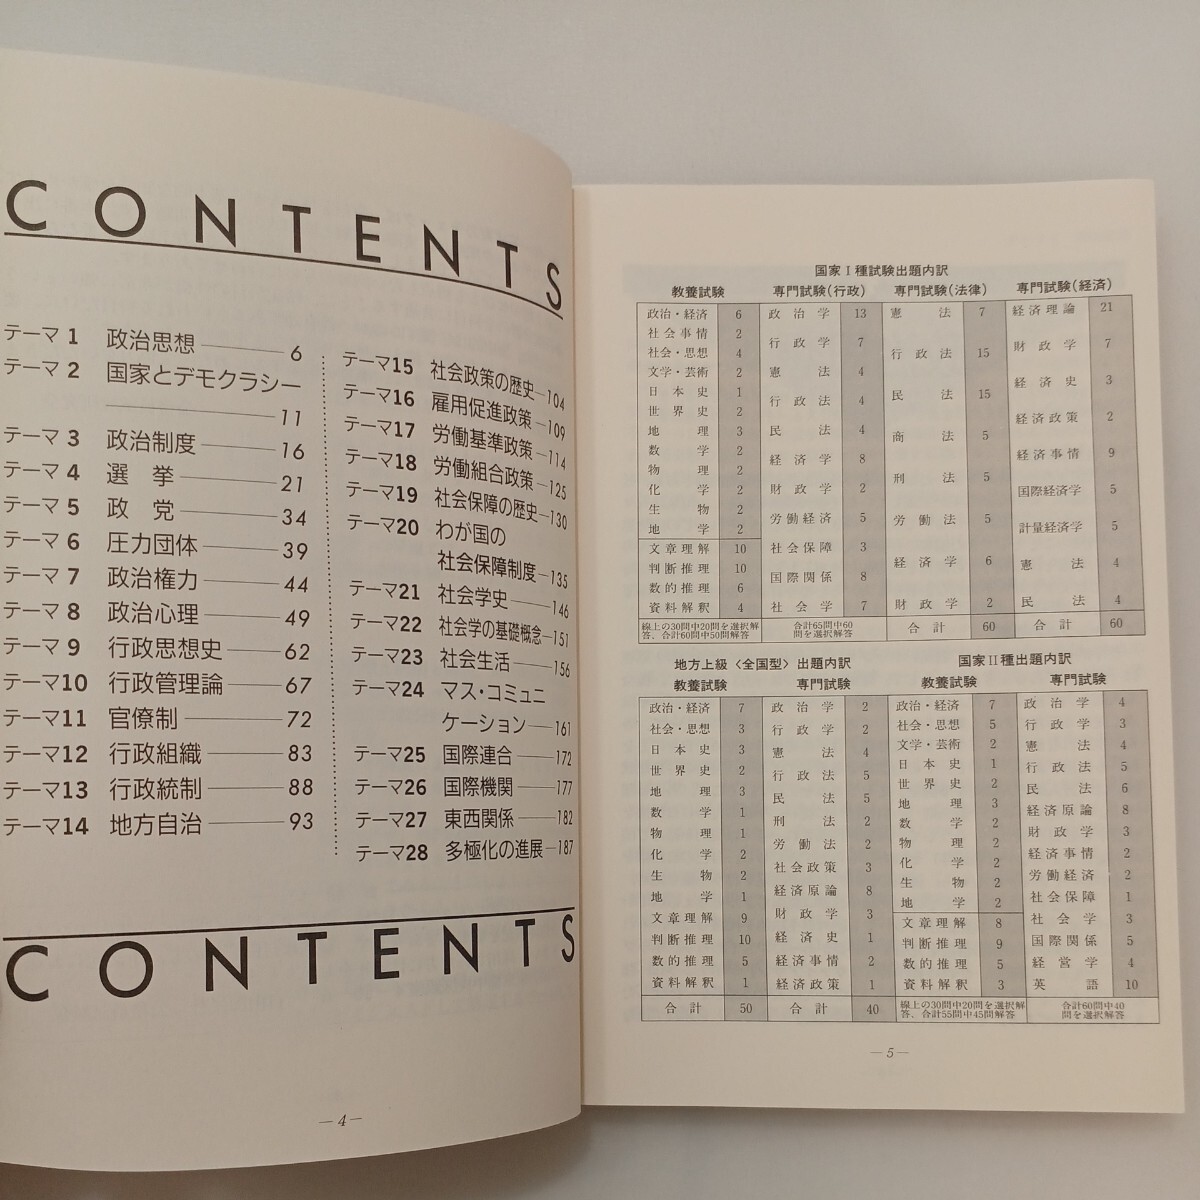 CONTENTS
テーマ 1 政治思想 6
テーマ 2 国家とデモクラシー
11
テーマ 3 政治制度 16
テーマ 4 選　挙 21
テーマ 5 政　党 34
テーマ 6 圧力団体 39
テーマ 7 政治権力 44
テーマ 8 政治心理 49
テーマ 9 行政思想史 62
テーマ10 行政管理論 67
テーマ11 官僚制 72
テーマ12 行政組織 83
テーマ13 行政統制 88
テーマ14 地方自治 93
テーマ15 社会政策の歴史 104
テーマ16 雇用促進政策 109
テーマ17 労働基準政策 114
テーマ18 労働組合政策 125
テーマ19 社会保障の歴史 130
テーマ20 わが国の
社会保障制度 135
テーマ21 社会学史 146
テーマ22 社会学の基礎概念 151
テーマ23 社会生活 156
テーマ24 マス・コミュニ
ケーション 161
テーマ25 国際連合 172
テーマ26 国際機関 177
テーマ27 東西関係 182
テーマ28 多極化の進展 187
CONTENTS
— 4 —
国家Ⅰ種試験出題内訳
教養試験
政治・経済 6
社会事情 2
社会・思想 4
文学・芸術 2
日本史 1
世界史 2
地理 3
数学 2
物理 2
化学 2
生物 2
地学 2
文章理解 10
判断推理 10
数的推理 6
資料解釈 4
線上の30問中20問を選択解
答、合計60問中50問解答
専門試験(行政)
政治学 13
行政学 7
憲法 4
行政法 4
民法 4
経済学 8
財政学 2
労働経済 5
社会保障 3
国際関係 8
社会学 7
合計65問中60
問を選択解答
専門試験(法律)
憲法 7
行政法 15
民法 15
商法 5
刑法 5
労働法 5
経済学 6
財政学 2
合計 60
専門試験(経済)
経済理論 21
財政学 7
経済史 3
経済政策 2
経済事情 9
国際経済学 5
計量経済学 5
憲法 4
民法 4
合計 60
地方上級〈全国型〉出題内訳
教養試験
政治・経済 7
社会・思想 3
日本史 3
世界史 2
地理 3
数学 1
物理 1
化学 2
生物 2
地学 1
文章理解 9
判断推理 10
数的推理 5
資料解釈 1
合計 50
専門試験
政治学 2
行政学 2
憲法 4
行政法 5
民法 5
刑法 2
労働法 2
社会政策 3
経済原論 8
財政学 3
経済史 1
経済事情 2
経済政策 1
合計 40
国家Ⅱ種出題内訳
教養試験
政治・経済 7
社会・思想 5
文学・芸術 2
日本史 1
世界史 2
地理 3
数学 2
物理 2
化学 2
生物 2
地学 2
文章理解 8
判断推理 9
数的推理 5
資料解釈 3
線上の30問中20問を選択解
答、合計55問中45問解答
専門試験
政治学 4
行政学 3
憲法 4
行政法 5
民法 6
経済原論 8
財政学 3
経済事情 2
労働経済 2
社会保障 1
社会学 3
国際関係 5
経営学 4
英語 10
合計60問中40
問を選択解答
— 5 —